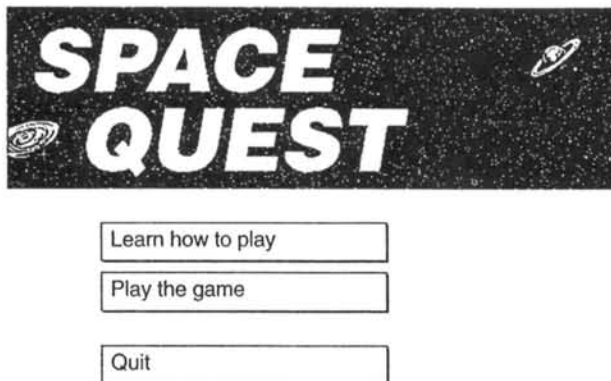 SPACE
QUEST
Learn how to play
Play the game
Quit